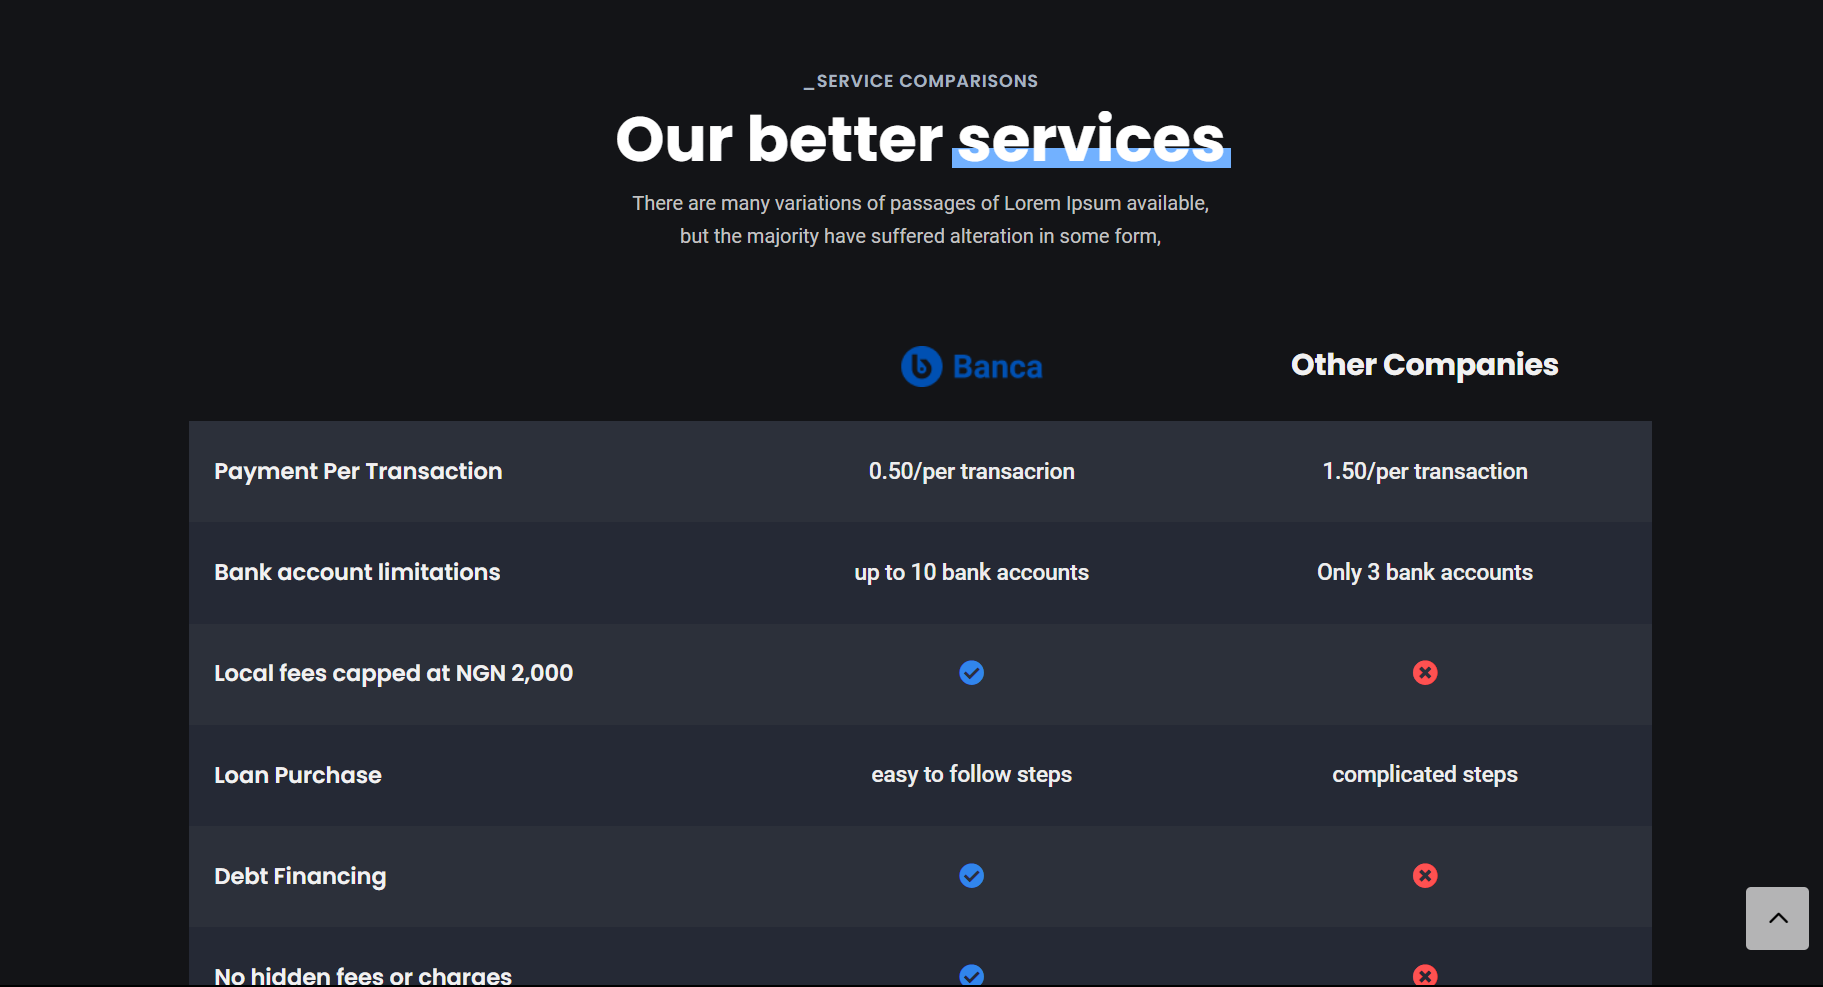 _SERVICE COMPARISONS
Our better services
There are many variations of passages of Lorem Ipsum available,
but the majority have suffered alteration in some form,
Banca Other Companies
Payment Per Transaction 0.50/per transacrion 1.50/per transaction
Bank account limitations up to 10 bank accounts Only 3 bank accounts
Local fees capped at NGN 2,000
Loan Purchase easy to follow steps complicated steps
Debt Financing
No hidden fees or charges